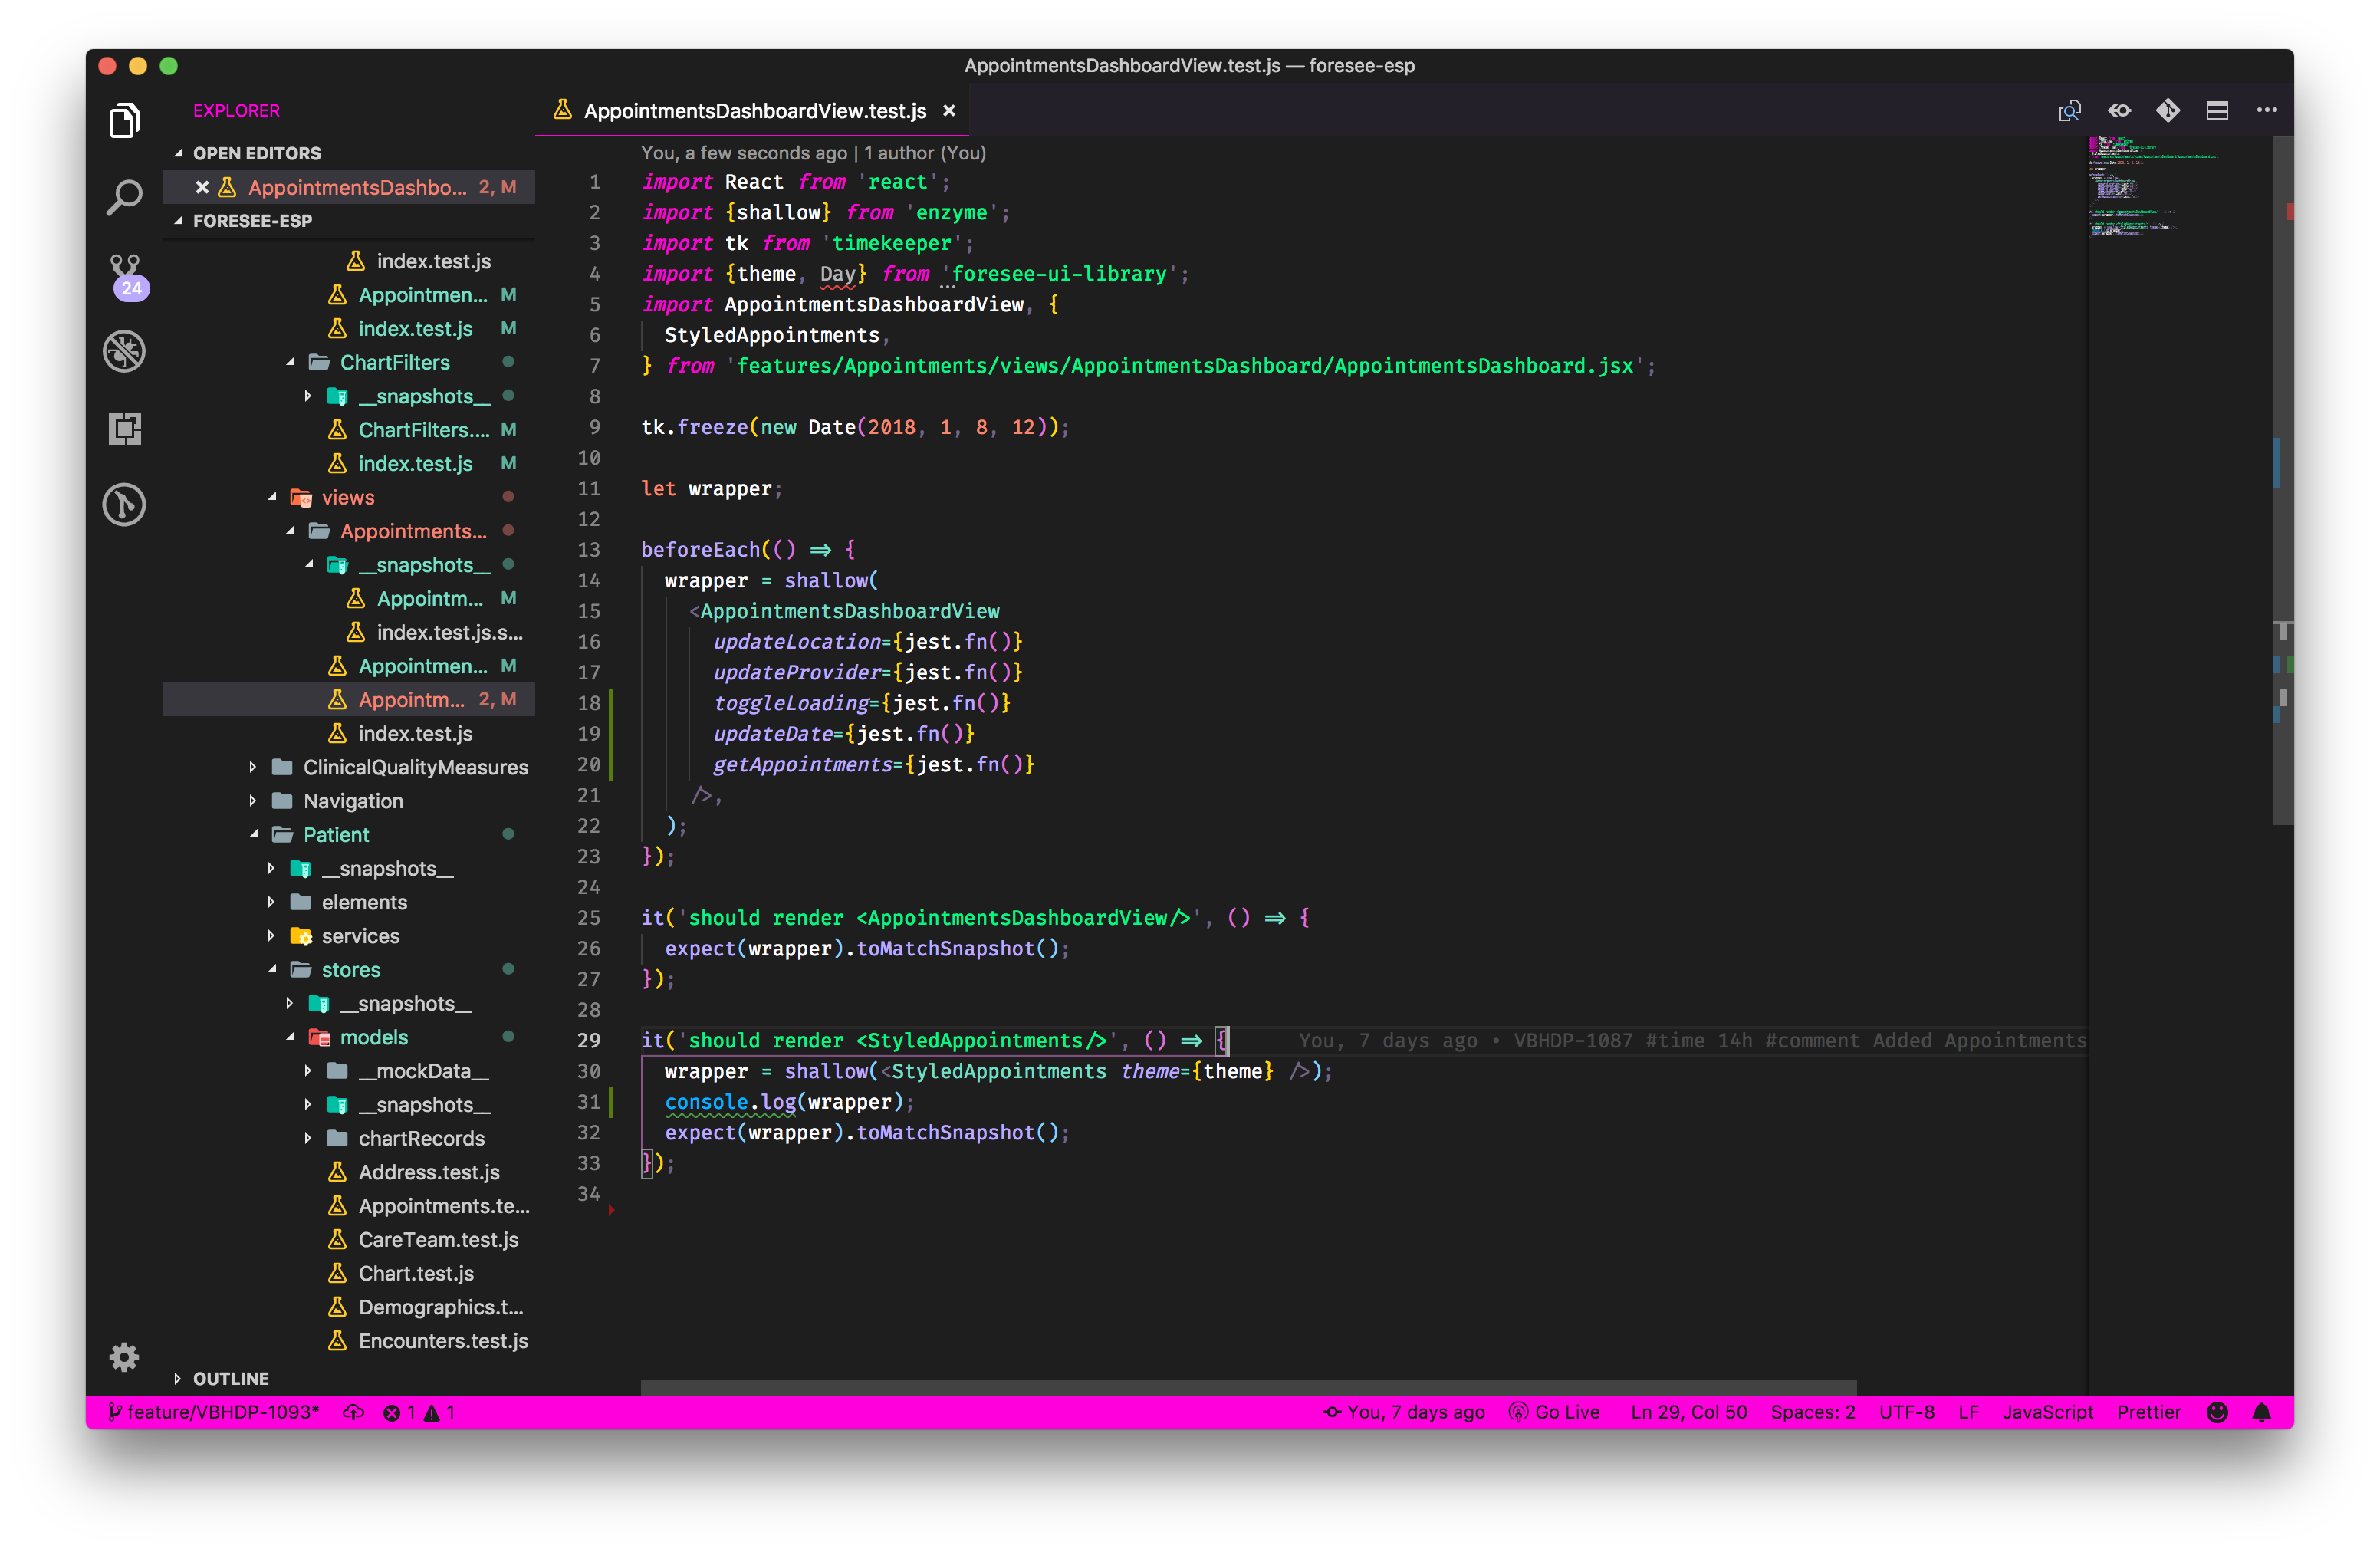 AppointmentsDashboardView.test.js — foresee-esp
EXPLORER
OPEN EDITORS
AppointmentsDashbo... 2, M
FORESEE-ESP
index.test.js
Appointmen... M
index.test.js M
ChartFilters
__snapshots__
ChartFilters.... M
index.test.js M
views
Appointments...
__snapshots__
Appointm... M
index.test.js.s...
Appointmen... M
Appointm... 2, M
index.test.js
ClinicalQualityMeasures
Navigation
Patient
__snapshots__
elements
services
stores
__snapshots__
models
__mockData__
__snapshots__
chartRecords
Address.test.js
Appointments.te...
CareTeam.test.js
Chart.test.js
Demographics.t...
Encounters.test.js
OUTLINE
24
AppointmentsDashboardView.test.js
You, a few seconds ago | 1 author (You)
1 import React from 'react';
2 import {shallow} from 'enzyme';
3 import tk from 'timekeeper';
4 import {theme, Day} from 'foresee-ui-library';
5 import AppointmentsDashboardView, {
6 StyledAppointments,
7 } from 'features/Appointments/views/AppointmentsDashboard/AppointmentsDashboard.jsx';
8
9 tk.freeze(new Date(2018, 1, 8, 12));
10
11 let wrapper;
12
13 beforeEach(() => {
14 wrapper = shallow(
15 <AppointmentsDashboardView
16 updateLocation={jest.fn()}
17 updateProvider={jest.fn()}
18 toggleLoading={jest.fn()}
19 updateDate={jest.fn()}
20 getAppointments={jest.fn()}
21 />,
22 );
23 });
24
25 it('should render <AppointmentsDashboardView/>', () => {
26 expect(wrapper).toMatchSnapshot();
27 });
28
29 it('should render <StyledAppointments/>', () => { You, 7 days ago • VBHDP-1087 #time 14h #comment Added Appointments
30 wrapper = shallow(<StyledAppointments theme={theme} />);
31 console.log(wrapper);
32 expect(wrapper).toMatchSnapshot();
33 });
34
feature/VBHDP-1093* 1 1 You, 7 days ago Go Live Ln 29, Col 50 Spaces: 2 UTF-8 LF JavaScript Prettier